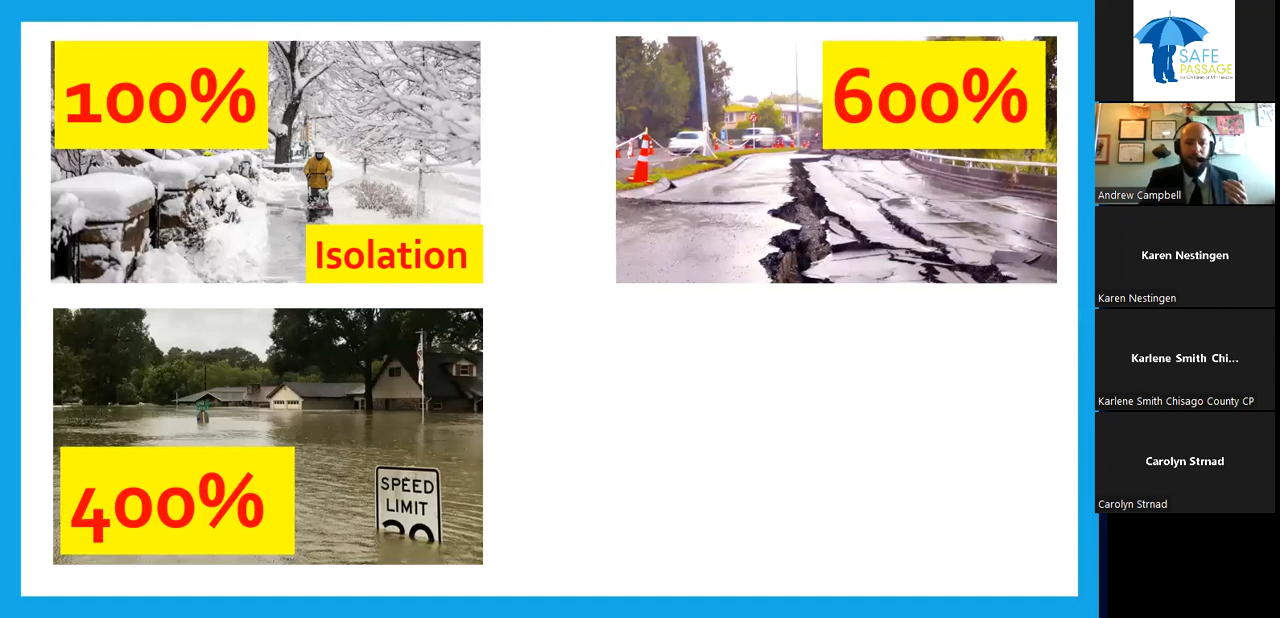 100%
Isolation
600%
400%
SPEED
LIMIT
SAFE
PASSAGE
Andrew Campbell
Karen Nestingen
Karen Nestingen
Karlene Smith Chi...
Karlene Smith Chisago County CP
Carolyn Strnad
Carolyn Strnad